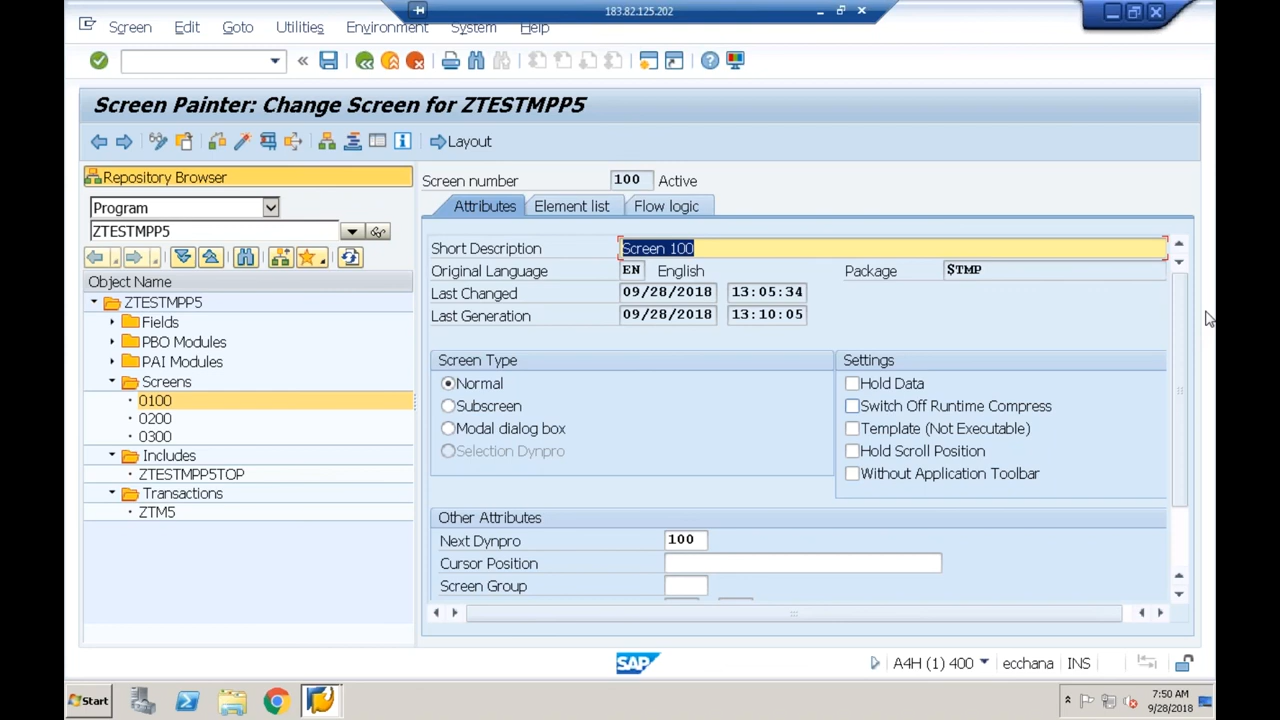 183.82.125.202
Screen Edit Goto Utilities Environment System Help
Screen Painter: Change Screen for ZTESTMPP5
Layout
Repository Browser
Program
ZTESTMPP5
Object Name
ZTESTMPP5
Fields
PBO Modules
PAI Modules
Screens
0100
0200
0300
Includes
ZTESTMPP5TOP
Transactions
ZTM5
Screen number 100 Active
Attributes Element list Flow logic
Short Description Screen 100
Original Language EN English Package $TMP
Last Changed 09/28/2018 13:05:34
Last Generation 09/28/2018 13:10:05
Screen Type
Normal
Subscreen
Modal dialog box
Selection Dynpro
Settings
Hold Data
Switch Off Runtime Compress
Template (Not Executable)
Hold Scroll Position
Without Application Toolbar
Other Attributes
Next Dynpro 100
Cursor Position
Screen Group
SAP
A4H (1) 400 ecchana INS
Start
7:50 AM
9/28/2018